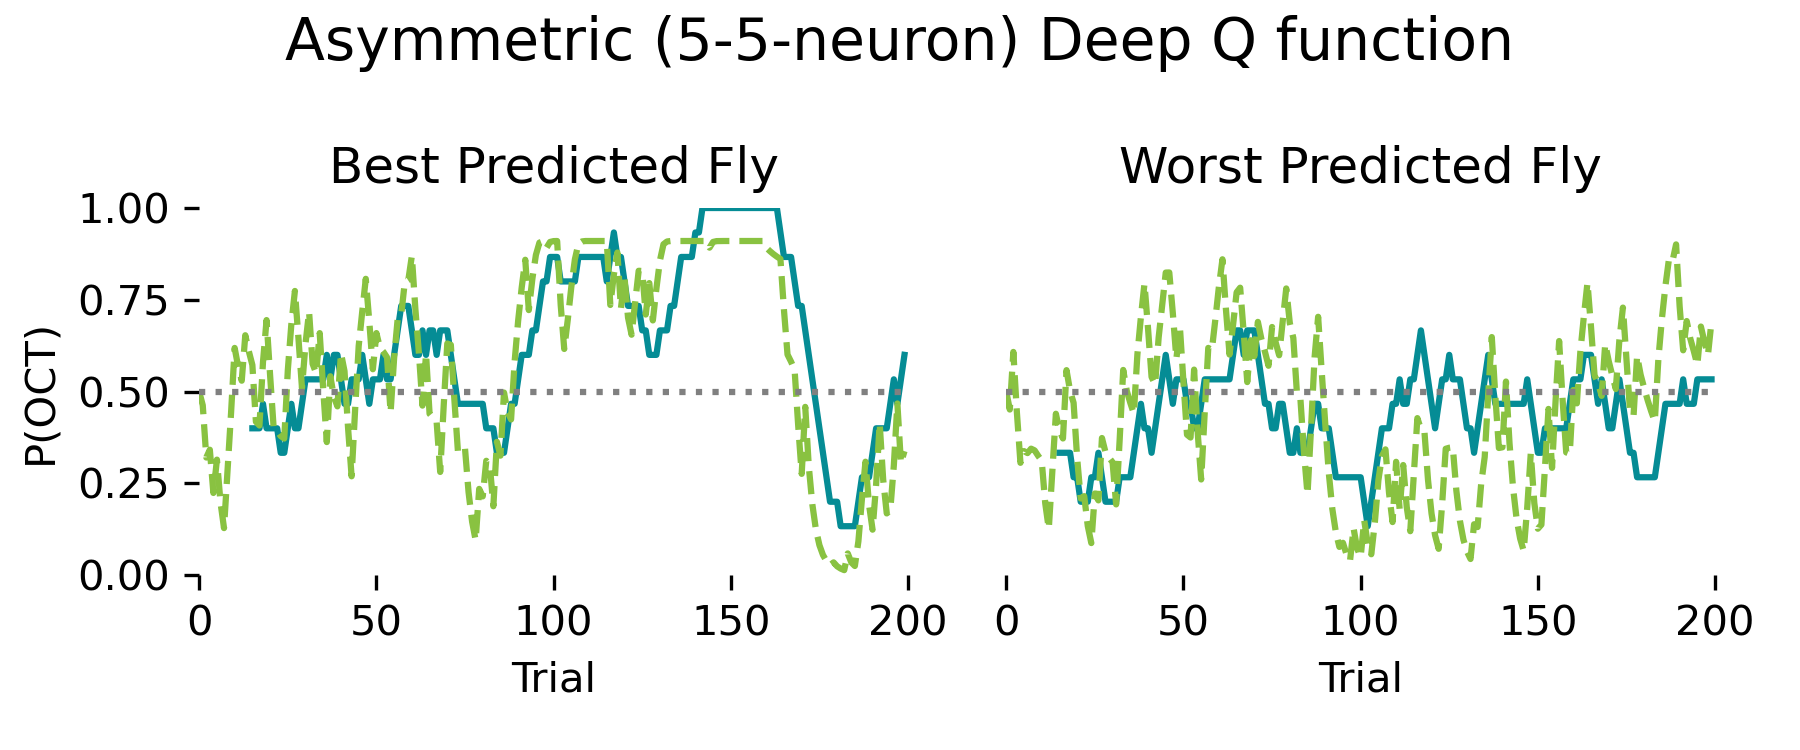 Asymmetric (5-5-neuron) Deep Q function
Best Predicted Fly
Worst Predicted Fly
P(OCT)
1.00
0.75
0.50
0.25
0.00
0 50 100 150 200
0 50 100 150 200
Trial
Trial